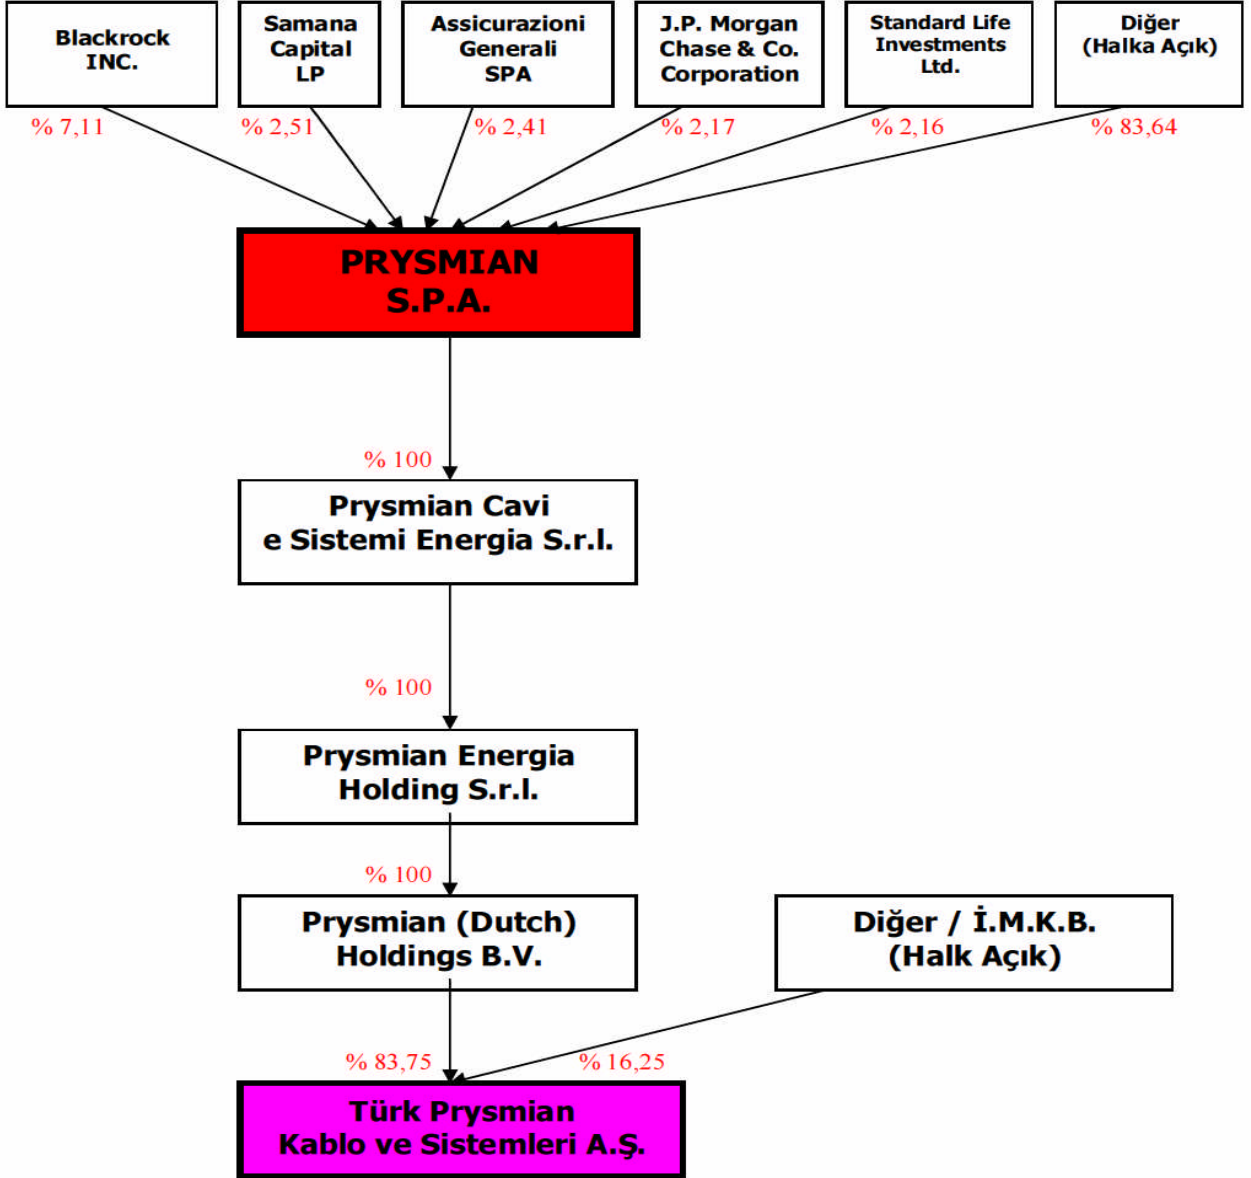 Blackrock
INC.
Samana
Capital
LP
Assicurazioni
Generali
SPA
J.P. Morgan
Chase & Co.
Corporation
Standard Life
Investments
Ltd.
Diğer
(Halka Açık)
% 7,11
% 2,51
% 2,41
% 2,17
% 2,16
% 83,64
PRYSMIAN
S.P.A.
% 100
Prysmian Cavi
e Sistemi Energia S.r.l.
% 100
Prysmian Energia
Holding S.r.l.
% 100
Prysmian (Dutch)
Holdings B.V.
Diğer / İ.M.K.B.
(Halk Açık)
% 83,75
% 16,25
Türk Prysmian
Kablo ve Sistemleri A.Ş.